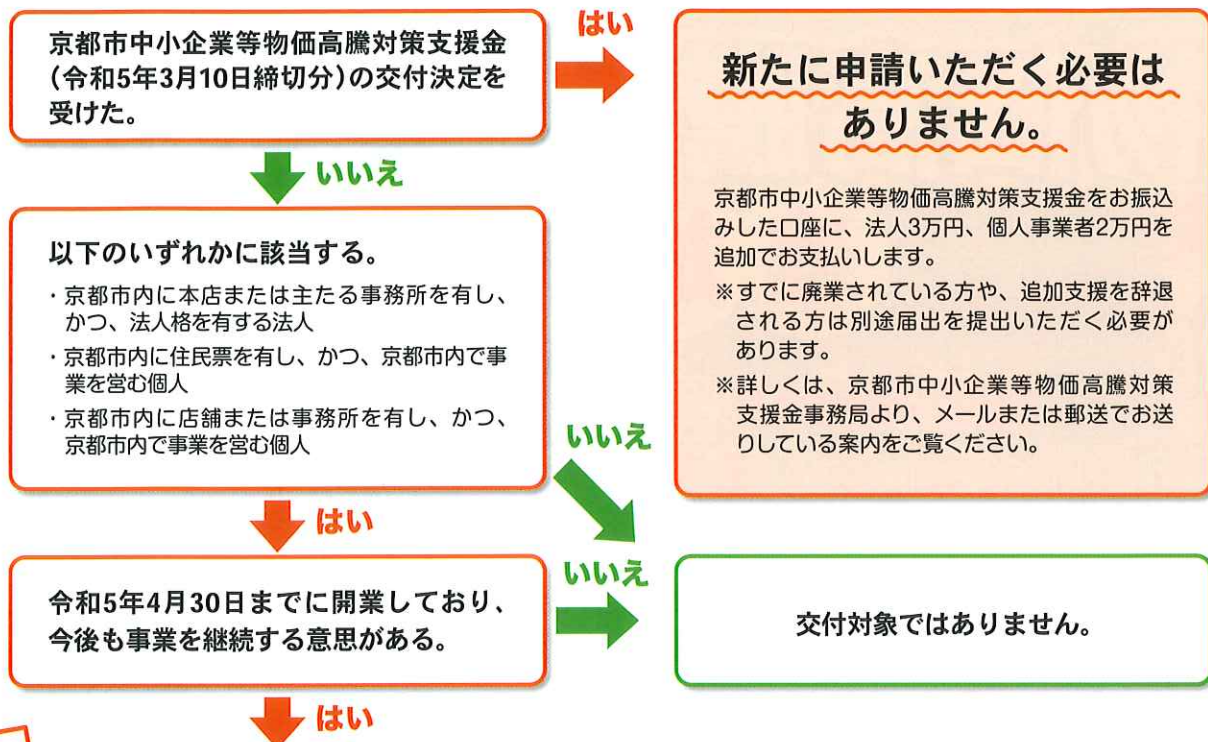 京都市中小企業等物価高騰対策支援金
（令和5年3月10日締切分）の交付決定を
受けた。
はい
新たに申請いただく必要は
ありません。
京都市中小企業等物価高騰対策支援金をお振込
みした口座に、法人3万円、個人事業者2万円を
追加でお支払いします。
※すでに廃業されている方や、追加支援を辞退
される方は別途届出を提出いただく必要が
あります。
※詳しくは、京都市中小企業等物価高騰対策
支援金事務局より、メールまたは郵送でお送
りしている案内をご覧ください。
いいえ
以下のいずれかに該当する。
・京都市内に本店または主たる事務所を有し、
かつ、法人格を有する法人
・京都市内に住民票を有し、かつ、京都市内で事
業を営む個人
・京都市内に店舗または事務所を有し、かつ、
京都市内で事業を営む個人
いいえ
はい
令和5年4月30日までに開業しており、
今後も事業を継続する意思がある。
いいえ
交付対象ではありません。
はい